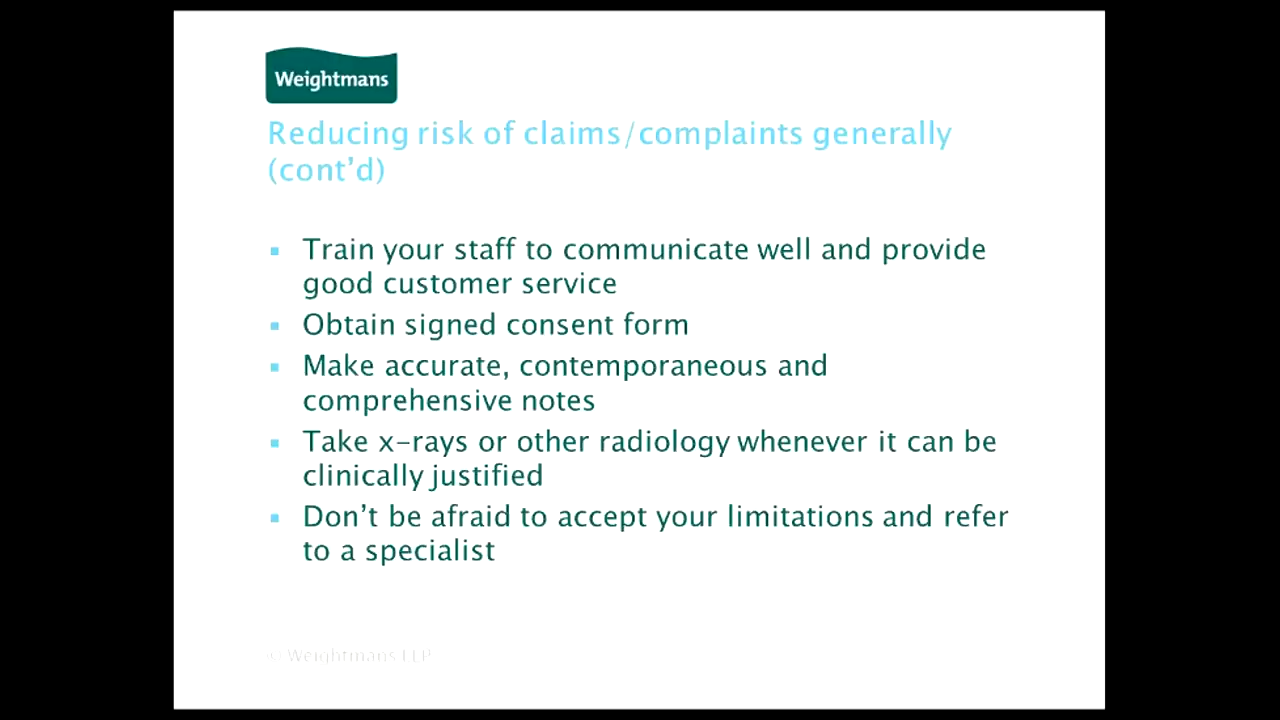 Weightmans
Reducing risk of claims/complaints generally
(cont’d)
Train your staff to communicate well and provide
good customer service
Obtain signed consent form
Make accurate, contemporaneous and
comprehensive notes
Take x-rays or other radiology whenever it can be
clinically justified
Don’t be afraid to accept your limitations and refer
to a specialist
© Weightmans LLP